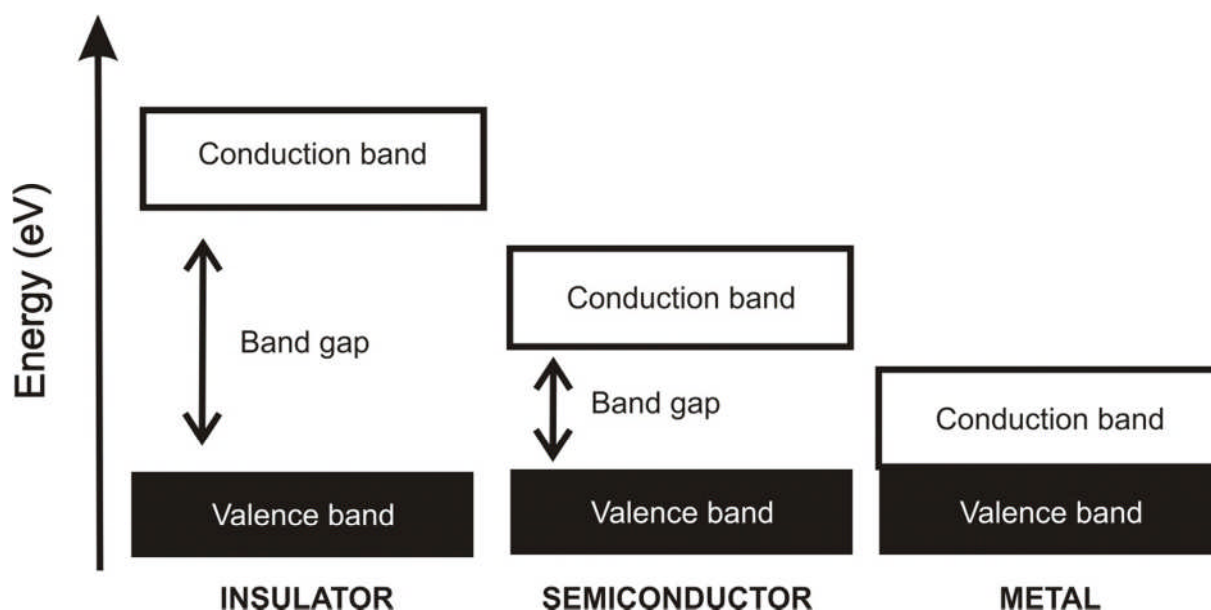 Energy (eV)
Conduction band
Band gap
Valence band
INSULATOR
Conduction band
Band gap
Valence band
SEMICONDUCTOR
Conduction band
Valence band
METAL